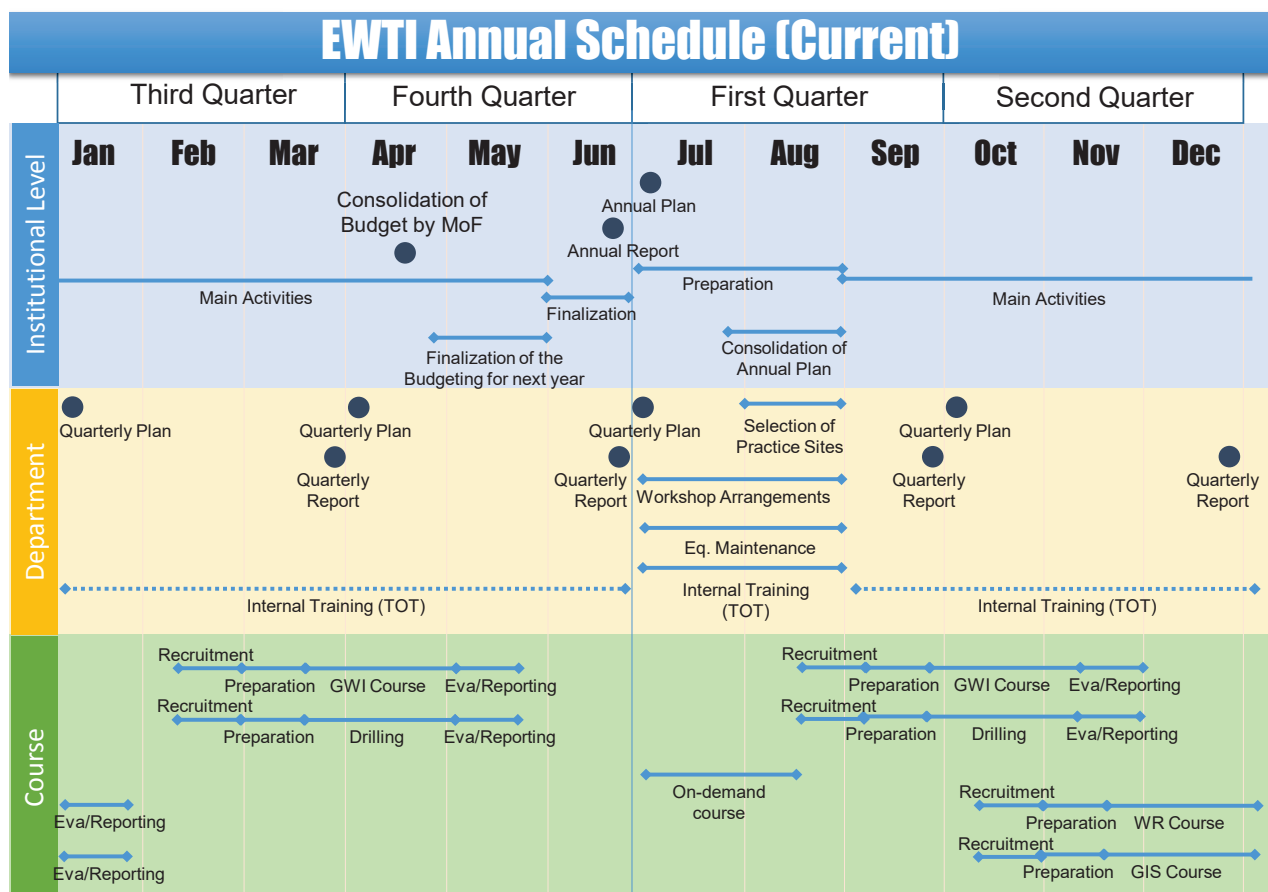 EWTI Annual Schedule (Current)
Third Quarter
Fourth Quarter
First Quarter
Second Quarter
Jan
Feb
Mar
Apr
May
Jun
Jul
Aug
Sep
Oct
Nov
Dec
Institutional Level
Consolidation of
Budget by MoF
Annual Plan
Annual Report
Main Activities
Finalization
Preparation
Main Activities
Finalization of the
Budgeting for next year
Consolidation of
Annual Plan
Department
Quarterly Plan
Quarterly Plan
Quarterly Plan
Selection of
Practice Sites
Quarterly Plan
Quarterly
Report
Quarterly
Report
Quarterly
Report
Quarterly
Report
Workshop Arrangements
Eq. Maintenance
Internal Training (TOT)
Internal Training
(TOT)
Internal Training (TOT)
Course
Recruitment
Preparation
GWI Course
Eva/Reporting
Recruitment
Preparation
GWI Course
Eva/Reporting
Recruitment
Preparation
Drilling
Eva/Reporting
Recruitment
Preparation
Drilling
Eva/Reporting
On-demand
course
Eva/Reporting
Recruitment
Preparation
WR Course
Eva/Reporting
Recruitment
Preparation
GIS Course